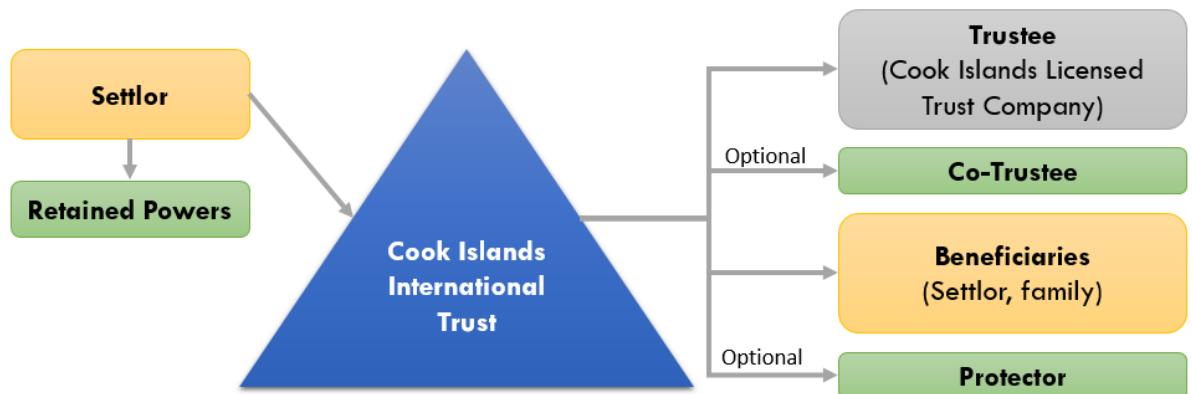 Settlor
Retained Powers
Cook Islands
International
Trust
Trustee
(Cook Islands Licensed
Trust Company)
Optional
Co-Trustee
Beneficiaries
(Settlor, family)
Optional
Protector